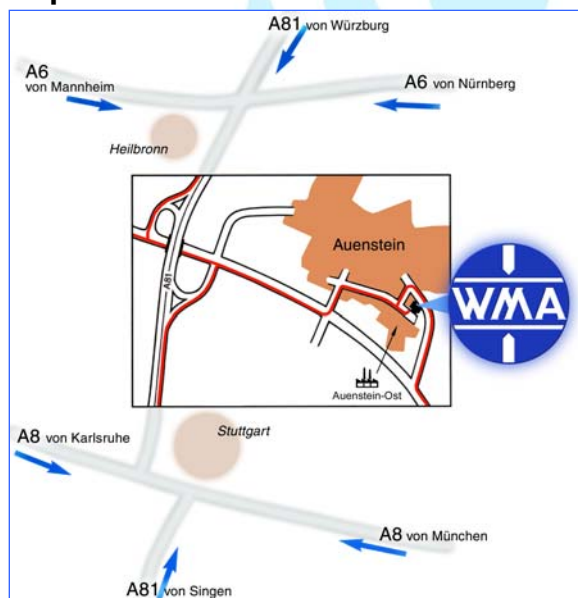 A81 von Würzburg
A6
von Mannheim
A6 von Nürnberg
Heilbronn
Auenstein
A81
WMA
Auenstein-Ost
Stuttgart
A8 von Karlsruhe
A8 von München
A81 von Singen